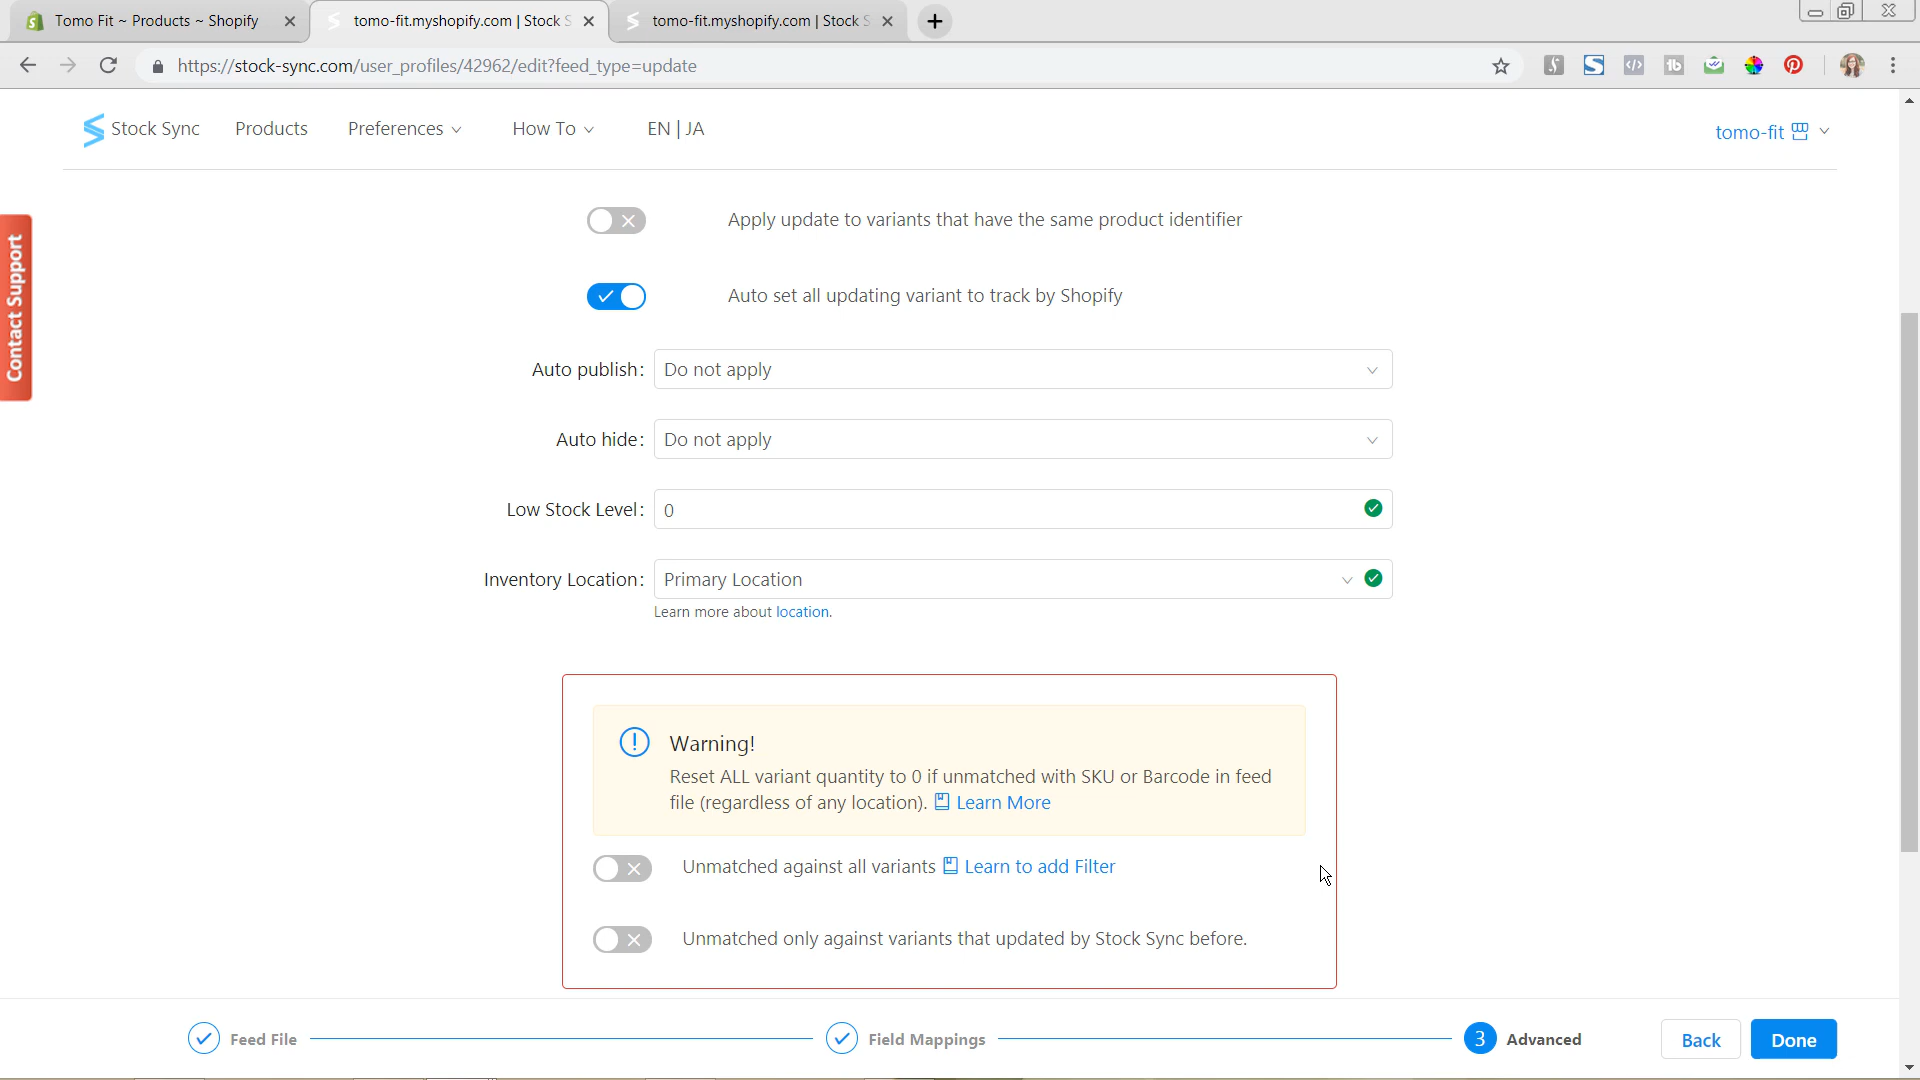 Tomo Fit ~ Products ~ Shopify
tomo-fit.myshopify.com | Stock S
tomo-fit.myshopify.com | Stock S
https://stock-sync.com/user_profiles/42962/edit?feed_type=update
Stock Sync
Products
Preferences
How To
EN | JA
tomo-fit
Contact Support
Apply update to variants that have the same product identifier
Auto set all updating variant to track by Shopify
Auto publish: Do not apply
Auto hide: Do not apply
Low Stock Level: 0
Inventory Location: Primary Location
Learn more about location.
Warning!
Reset ALL variant quantity to 0 if unmatched with SKU or Barcode in feed
file (regardless of any location). Learn More
Unmatched against all variants Learn to add Filter
Unmatched only against variants that updated by Stock Sync before.
Feed File
Field Mappings
3 Advanced
Back
Done